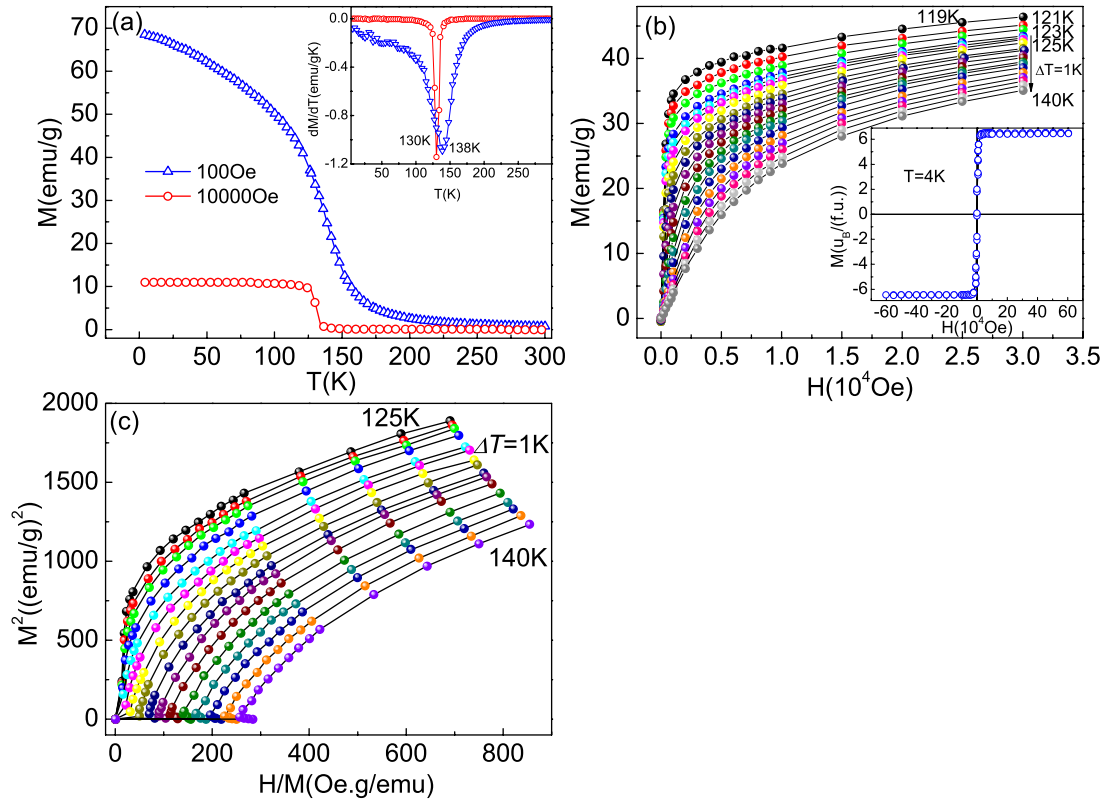 (a)
70
60
50
40
30
20
10
0
M(emu/g)
0
50
100
150
200
250
300
T(K)
100Oe
10000Oe
0.0
-0.4
-0.8
-1.2
dM/dT(emu/gK)
130K
138K
50
100
150
200
250
T(K)
(b)
40
30
20
10
0
M(emu/g)
119K
121K
123K
125K
ΔT=1K
140K
0.0
0.5
1.0
1.5
2.0
2.5
3.0
3.5
H(10⁴Oe)
6
4
2
0
-2
-4
-6
M(uB/(f.u.)
T=4K
-60
-40
-20
0
20
40
60
H(10⁴Oe)
(c)
2000
1500
1000
500
0
M²((emu/g)²)
125K
ΔT=1K
140K
0
200
400
600
800
H/M(Oe.g/emu)